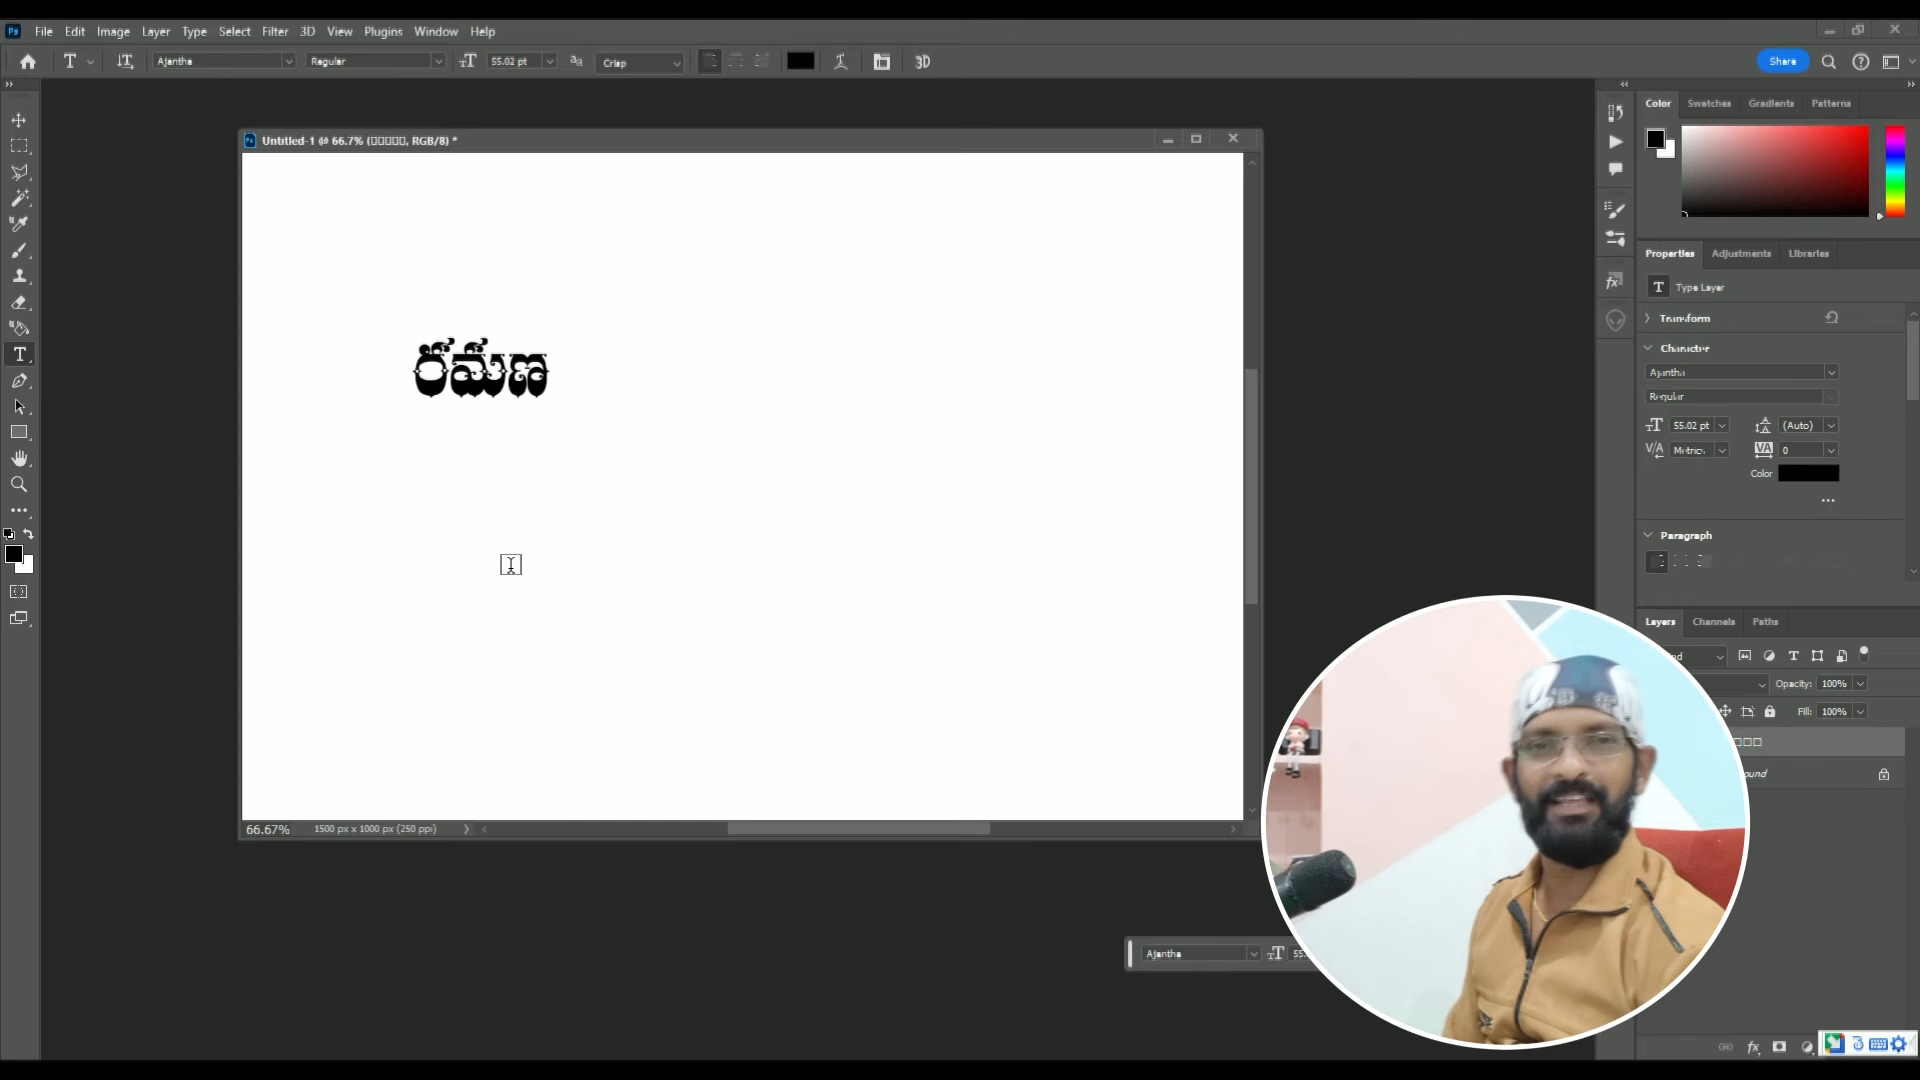 File Edit Image Layer Type Select Filter 3D View Plugins Window Help
Ajantha Regular 55.02 pt Crisp 3D Share
Untitled-1 @ 66.7% (□□□□□, RGB/8) *
రమణ
66.67% 1500 px x 1000 px (250 ppi)
Ajantha
Color Swatches Gradients Patterns
Properties Adjustments Libraries
Type Layer
Transform
Character
Ajantha
Regular
55.02 pt (Auto)
Metrics 0
Color
Paragraph
Layers Channels Paths
Opacity: 100%
Fill: 100%